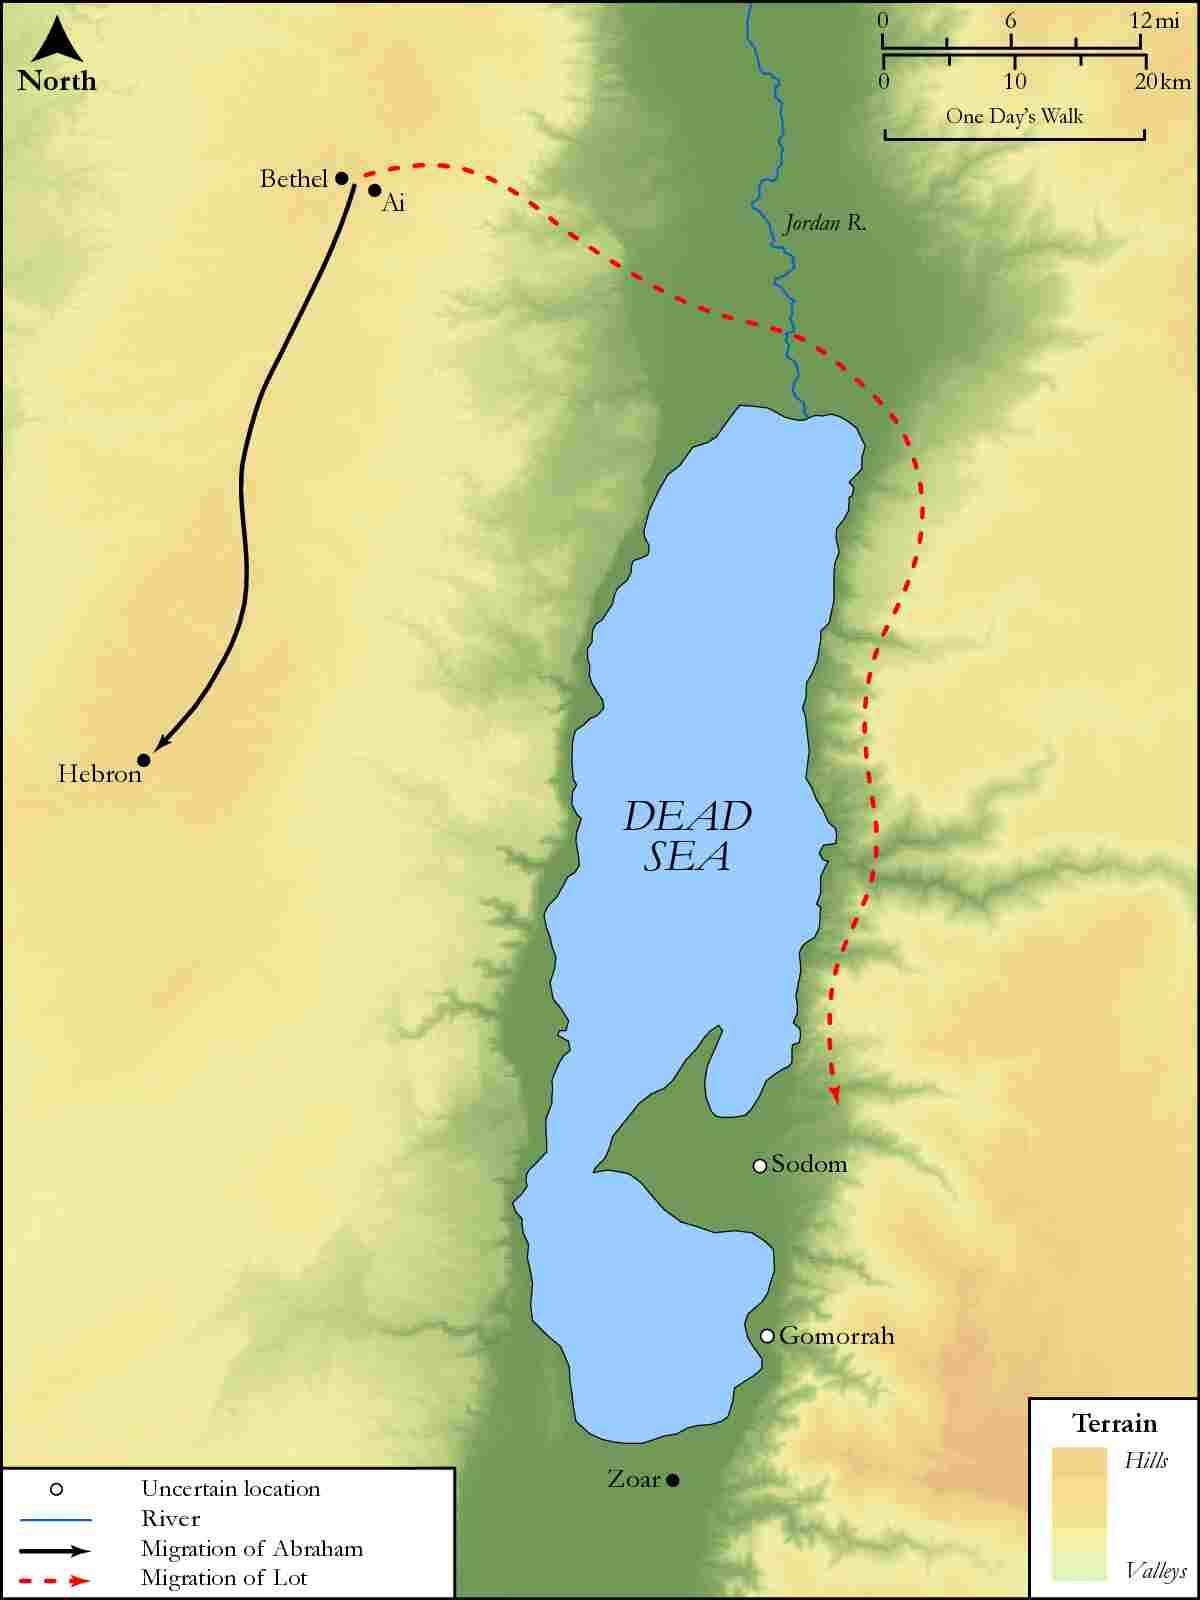 North
0 6 12 mi
0 10 20 km
One Day's Walk
Bethel
Ai
Jordan R.
Hebron
DEAD
SEA
Sodom
Gomorrah
Zoar
Uncertain location
River
Migration of Abraham
Migration of Lot
Terrain
Hills
Valleys